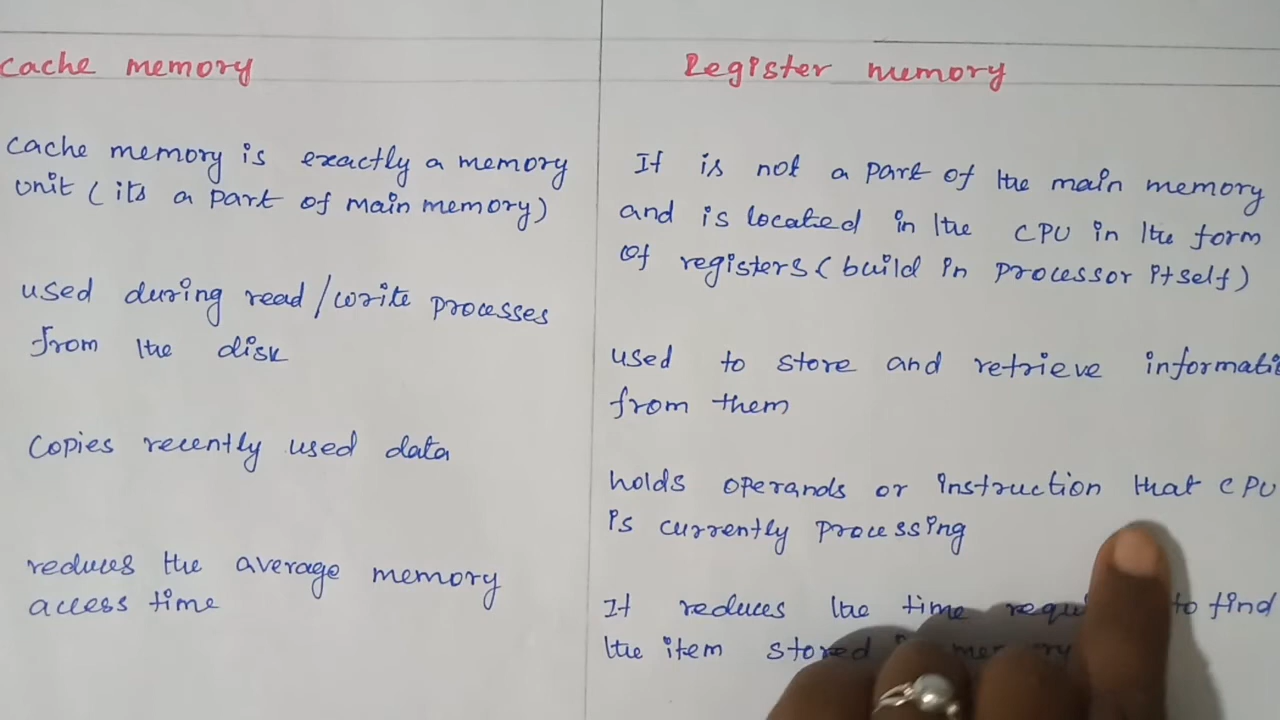 cache memory
cache memory is exactly a memory
unit (its a part of main memory)
used during read/write processes
from the disk
copies recently used data
reduces the average memory
access time
Register memory
It is not a part of the main memory
and is located in the CPU in the form
of registers (build in processor itself)
used to store and retrieve informati
from them
holds operands or instruction that CPU
is currently processing
It reduces the time to find
the item stored